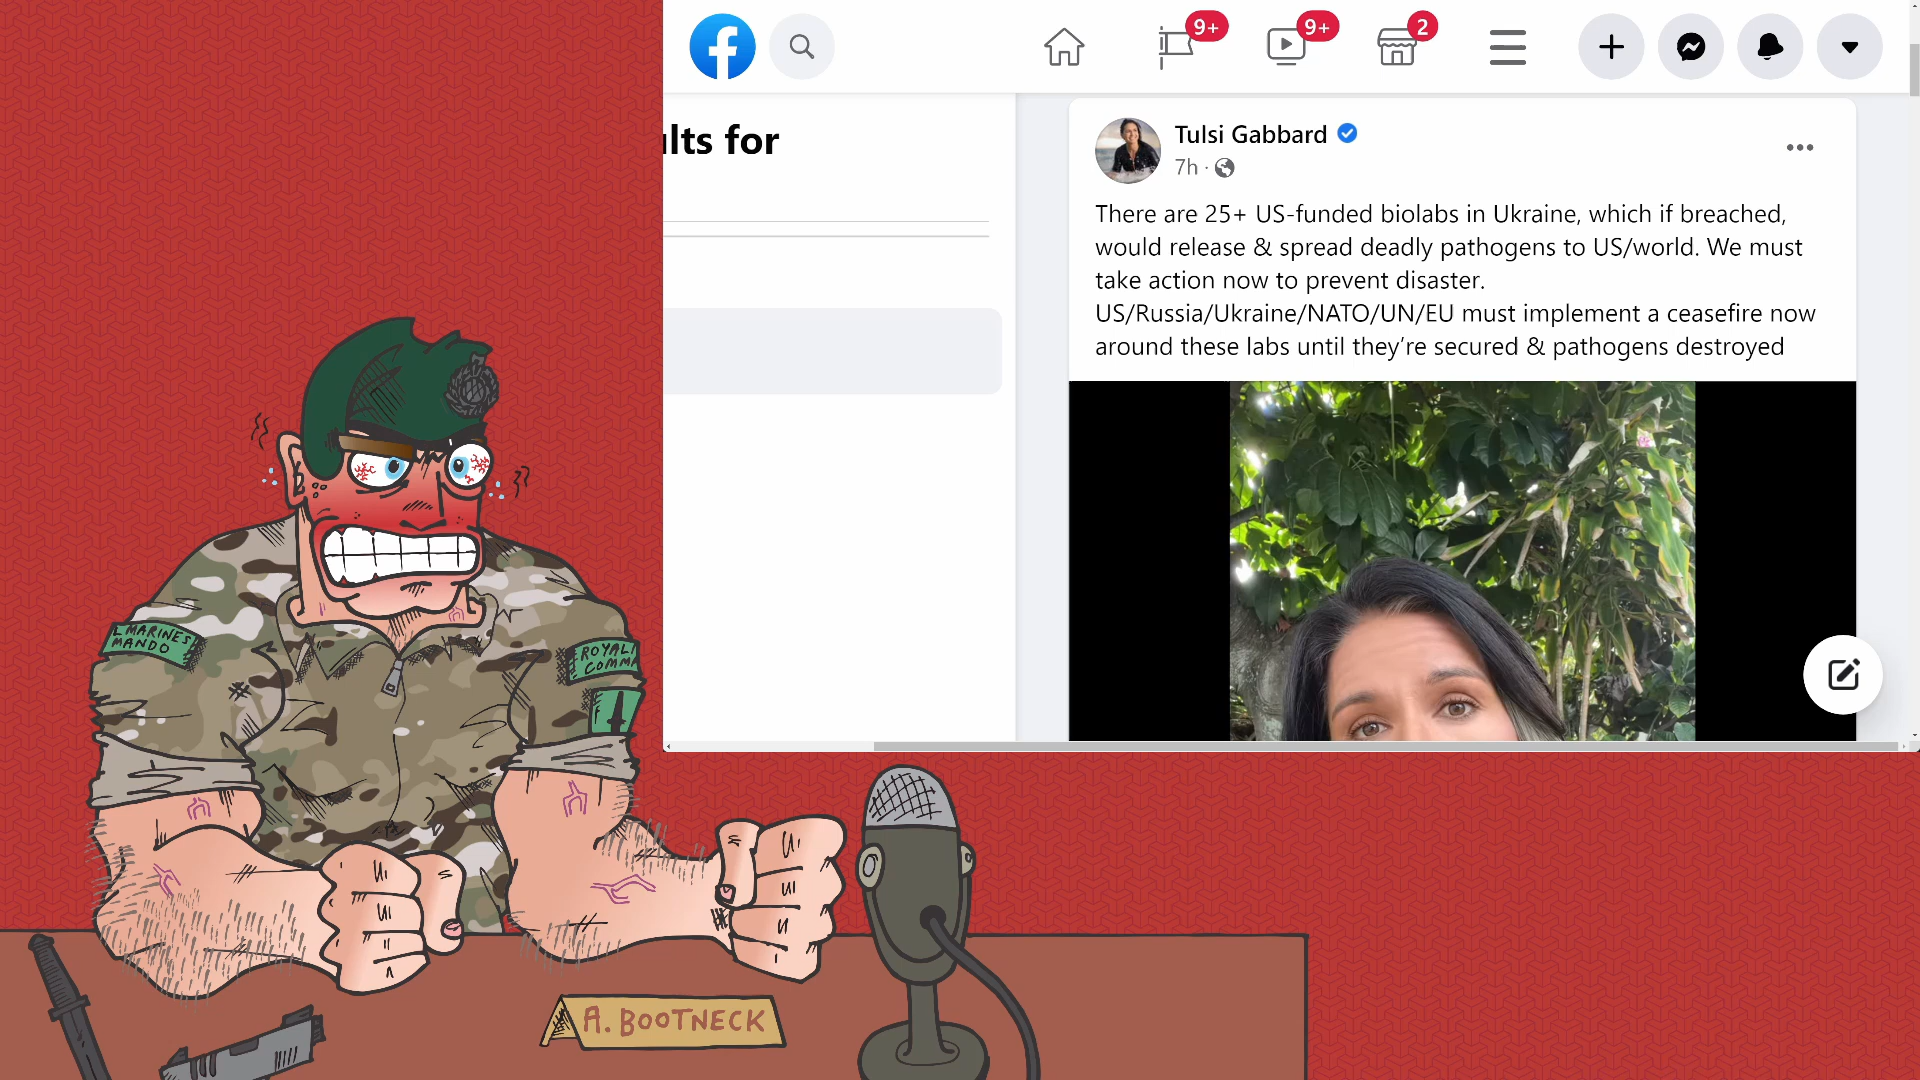 9+
9+
2
ults for
Tulsi Gabbard
7h ·
There are 25+ US-funded biolabs in Ukraine, which if breached,
would release & spread deadly pathogens to US/world. We must
take action now to prevent disaster.
US/Russia/Ukraine/NATO/UN/EU must implement a ceasefire now
around these labs until they’re secured & pathogens destroyed
L MARINES
MANDO
ROYAL
COMMA
A. BOOTNECK